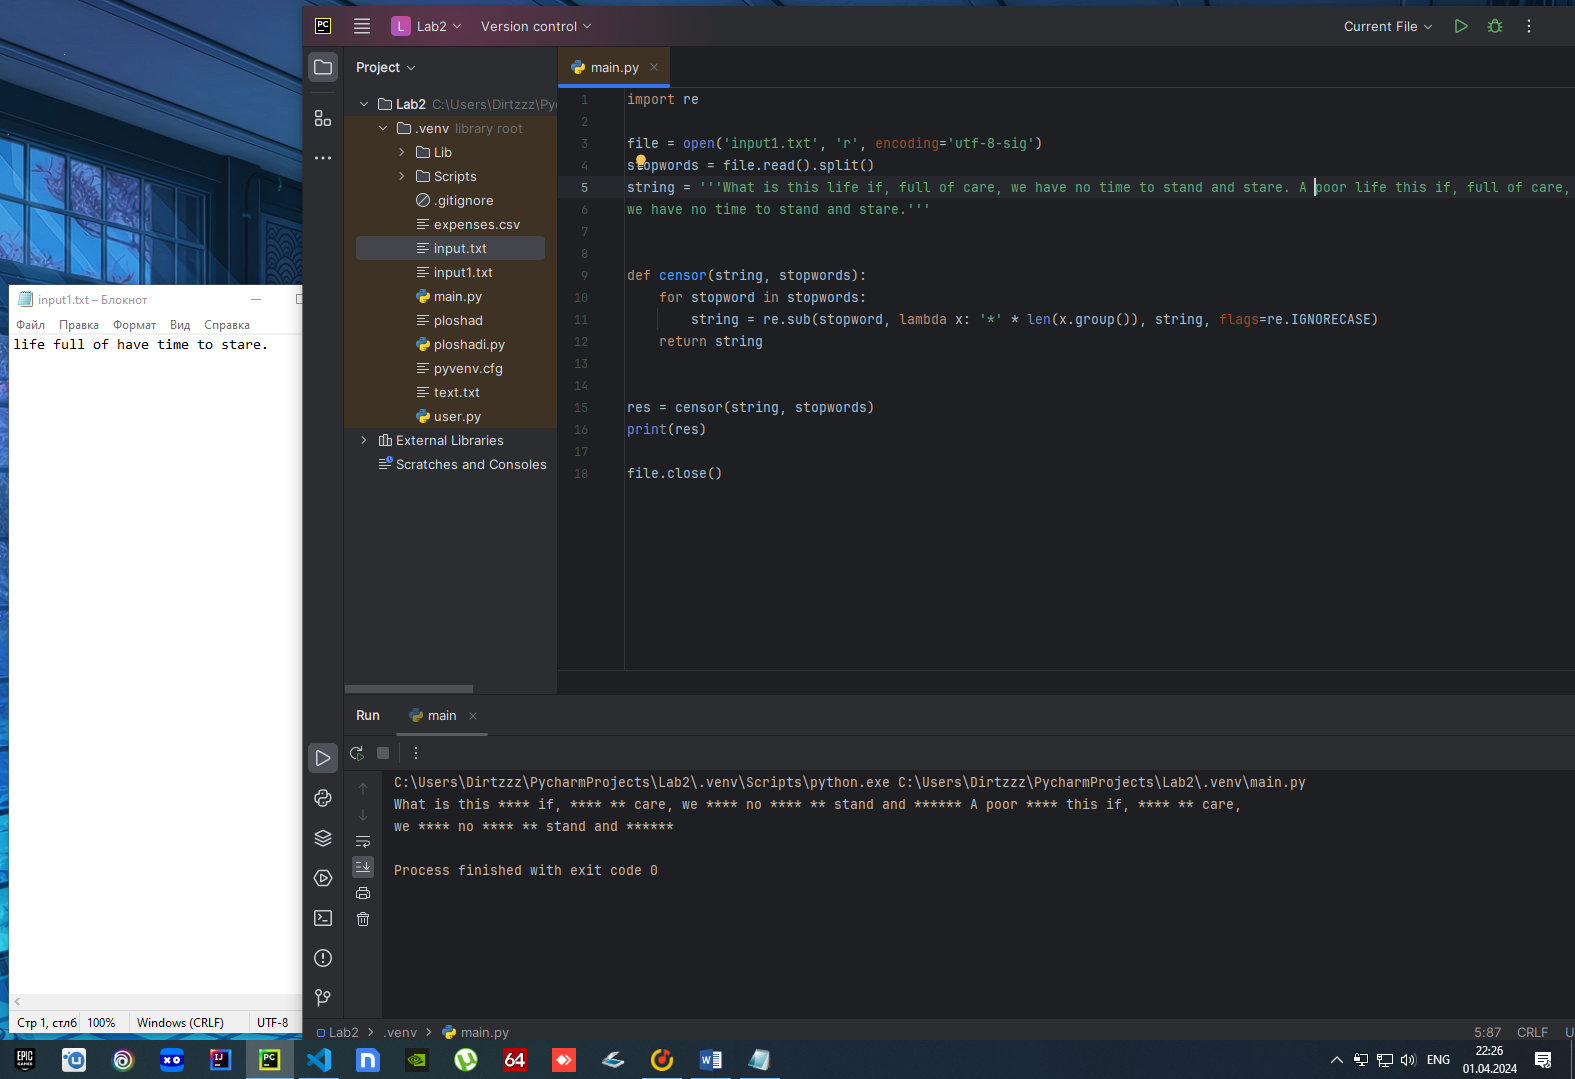 PC
L Lab2 Version control Current File
Project
main.py
Lab2 C:\Users\Dirtzzz\Py
.venv library root
Lib
Scripts
.gitignore
expenses.csv
input.txt
input1.txt
main.py
ploshad
ploshadi.py
pyvenv.cfg
text.txt
user.py
External Libraries
Scratches and Consoles
1 import re
2
3 file = open('input1.txt', 'r', encoding='utf-8-sig')
4 stopwords = file.read().split()
5 string = '''What is this life if, full of care, we have no time to stand and stare. A poor life this if, full of care,
6 we have no time to stand and stare.'''
7
8
9 def censor(string, stopwords):
10     for stopword in stopwords:
11         string = re.sub(stopword, lambda x: '*' * len(x.group()), string, flags=re.IGNORECASE)
12     return string
13
14
15 res = censor(string, stopwords)
16 print(res)
17
18 file.close()
input1.txt – Блокнот
Файл Правка Формат Вид Справка
life full of have time to stare.
Стр 1, стлб 100% Windows (CRLF) UTF-8
Run main
C:\Users\Dirtzzz\PycharmProjects\Lab2\.venv\Scripts\python.exe C:\Users\Dirtzzz\PycharmProjects\Lab2\.venv\main.py
What is this **** if, **** ** care, we **** no **** ** stand and ****** A poor **** this if, **** ** care,
we **** no **** ** stand and ******
Process finished with exit code 0
Lab2 > .venv > main.py
5:87 CRLF U
EPIC GAMES
IJ
PC
64
ENG
22:26
01.04.2024